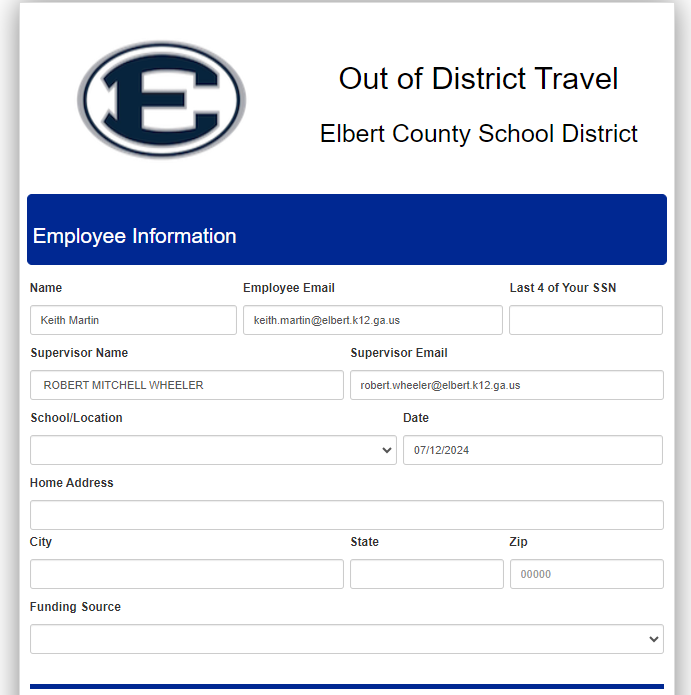 E
Out of District Travel
Elbert County School District
Employee Information
Name Employee Email Last 4 of Your SSN
Keith Martin keith.martin@elbert.k12.ga.us
Supervisor Name Supervisor Email
ROBERT MITCHELL WHEELER robert.wheeler@elbert.k12.ga.us
School/Location Date
07/12/2024
Home Address
City State Zip
00000
Funding Source